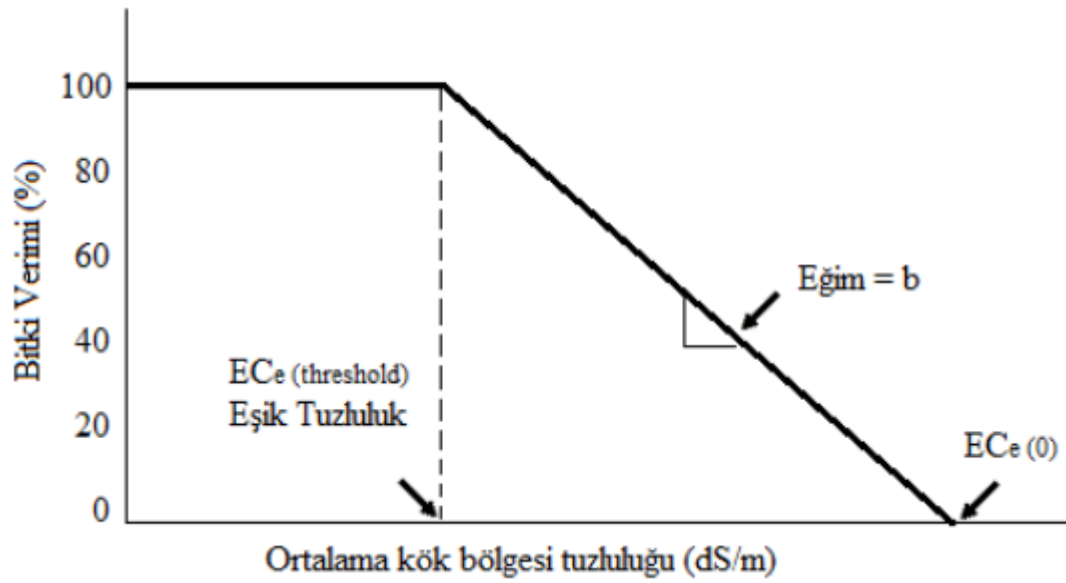 100
80
60
40
20
0
Bitki Verimi (%)
Eğim = b
ECe (threshold)
Eşik Tuzluluk
ECe (0)
Ortalama kök bölgesi tuzluluğu (dS/m)